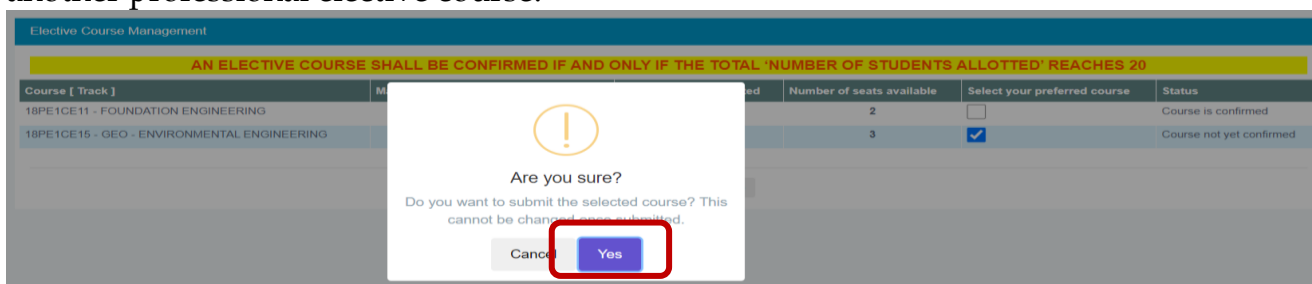 another professional elective course.
Elective Course Management
AN ELECTIVE COURSE SHALL BE CONFIRMED IF AND ONLY IF THE TOTAL 'NUMBER OF STUDENTS ALLOTTED' REACHES 20
Course [ Track ] Number of seats available Select your preferred course Status
18PE1CE11 - FOUNDATION ENGINEERING 2 Course is confirmed
18PE1CE15 - GEO - ENVIRONMENTAL ENGINEERING 3 Course not yet confirmed
Are you sure?
Do you want to submit the selected course? This
cannot be changed once submitted.
Cancel Yes